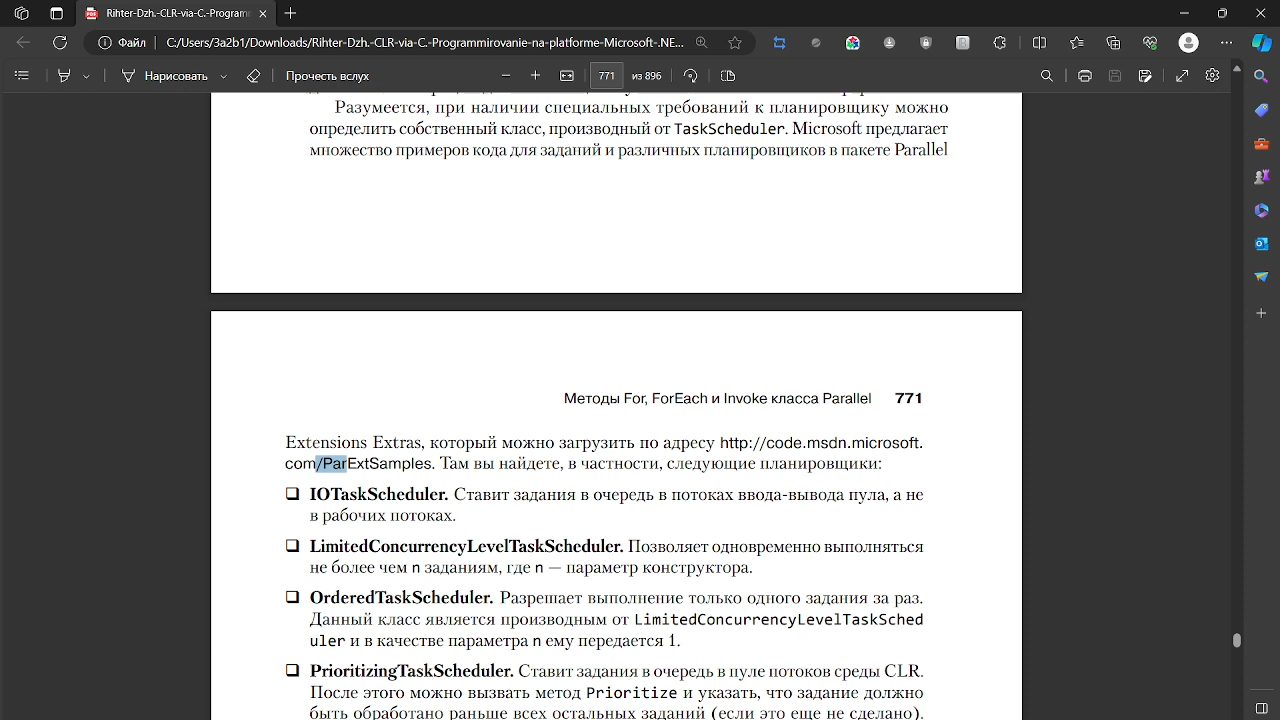 Rihter-Dzh.-CLR-via-C.-Programm
Файл
C:/Users/3a2b1/Downloads/Rihter-Dzh.-CLR-via-C.-Programmirovanie-na-platforme-Microsoft-.NE...
Нарисовать
Прочесть вслух
771
из 896
Разумеется, при наличии специальных требований к планировщику можно
определить собственный класс, производный от TaskScheduler. Microsoft предлагает
множество примеров кода для заданий и различных планировщиков в пакете Parallel
Методы For, ForEach и Invoke класса Parallel 771
Extensions Extras, который можно загрузить по адресу http://code.msdn.microsoft.
com/ParExtSamples. Там вы найдете, в частности, следующие планировщики:
❑ IOTaskScheduler. Ставит задания в очередь в потоках ввода-вывода пула, а не
в рабочих потоках.
❑ LimitedConcurrencyLevelTaskScheduler. Позволяет одновременно выполняться
не более чем n заданиям, где n — параметр конструктора.
❑ OrderedTaskScheduler. Разрешает выполнение только одного задания за раз.
Данный класс является производным от LimitedConcurrencyLevelTaskSched
uler и в качестве параметра n ему передается 1.
❑ PrioritizingTaskScheduler. Ставит задания в очередь в пуле потоков среды CLR.
После этого можно вызвать метод Prioritize и указать, что задание должно
быть обработано раньше всех остальных заданий (если это еще не сделано).